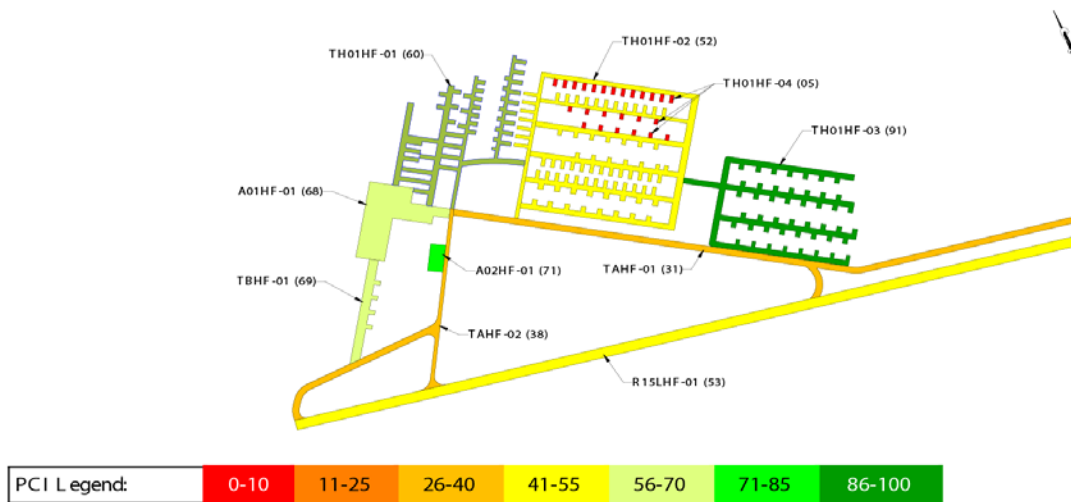 TH01HF-02 (52)
TH01HF-01 (60)
TH01HF-04 (05)
TH01HF-03 (91)
A01HF-01 (68)
A02HF-01 (71)
TAHF-01 (31)
TBHF-01 (69)
TAHF-02 (38)
R15LHF-01 (53)
PCI Legend: 0-10 11-25 26-40 41-55 56-70 71-85 86-100